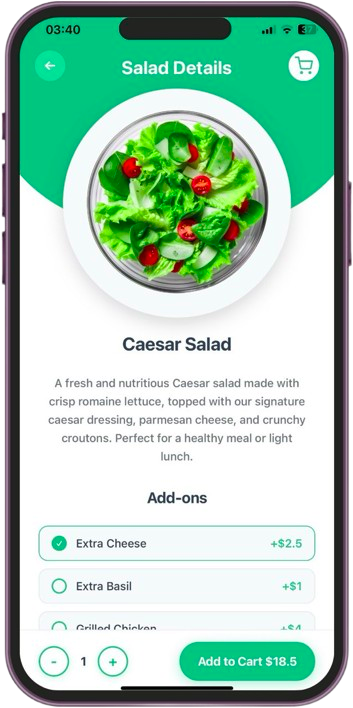 03:40
37
Salad Details
Caesar Salad
A fresh and nutritious Caesar salad made with
crisp romaine lettuce, topped with our signature
caesar dressing, parmesan cheese, and crunchy
croutons. Perfect for a healthy meal or light
lunch.
Add-ons
Extra Cheese +$2.5
Extra Basil +$1
Grilled Chicken +$4
- 1 + Add to Cart $18.5